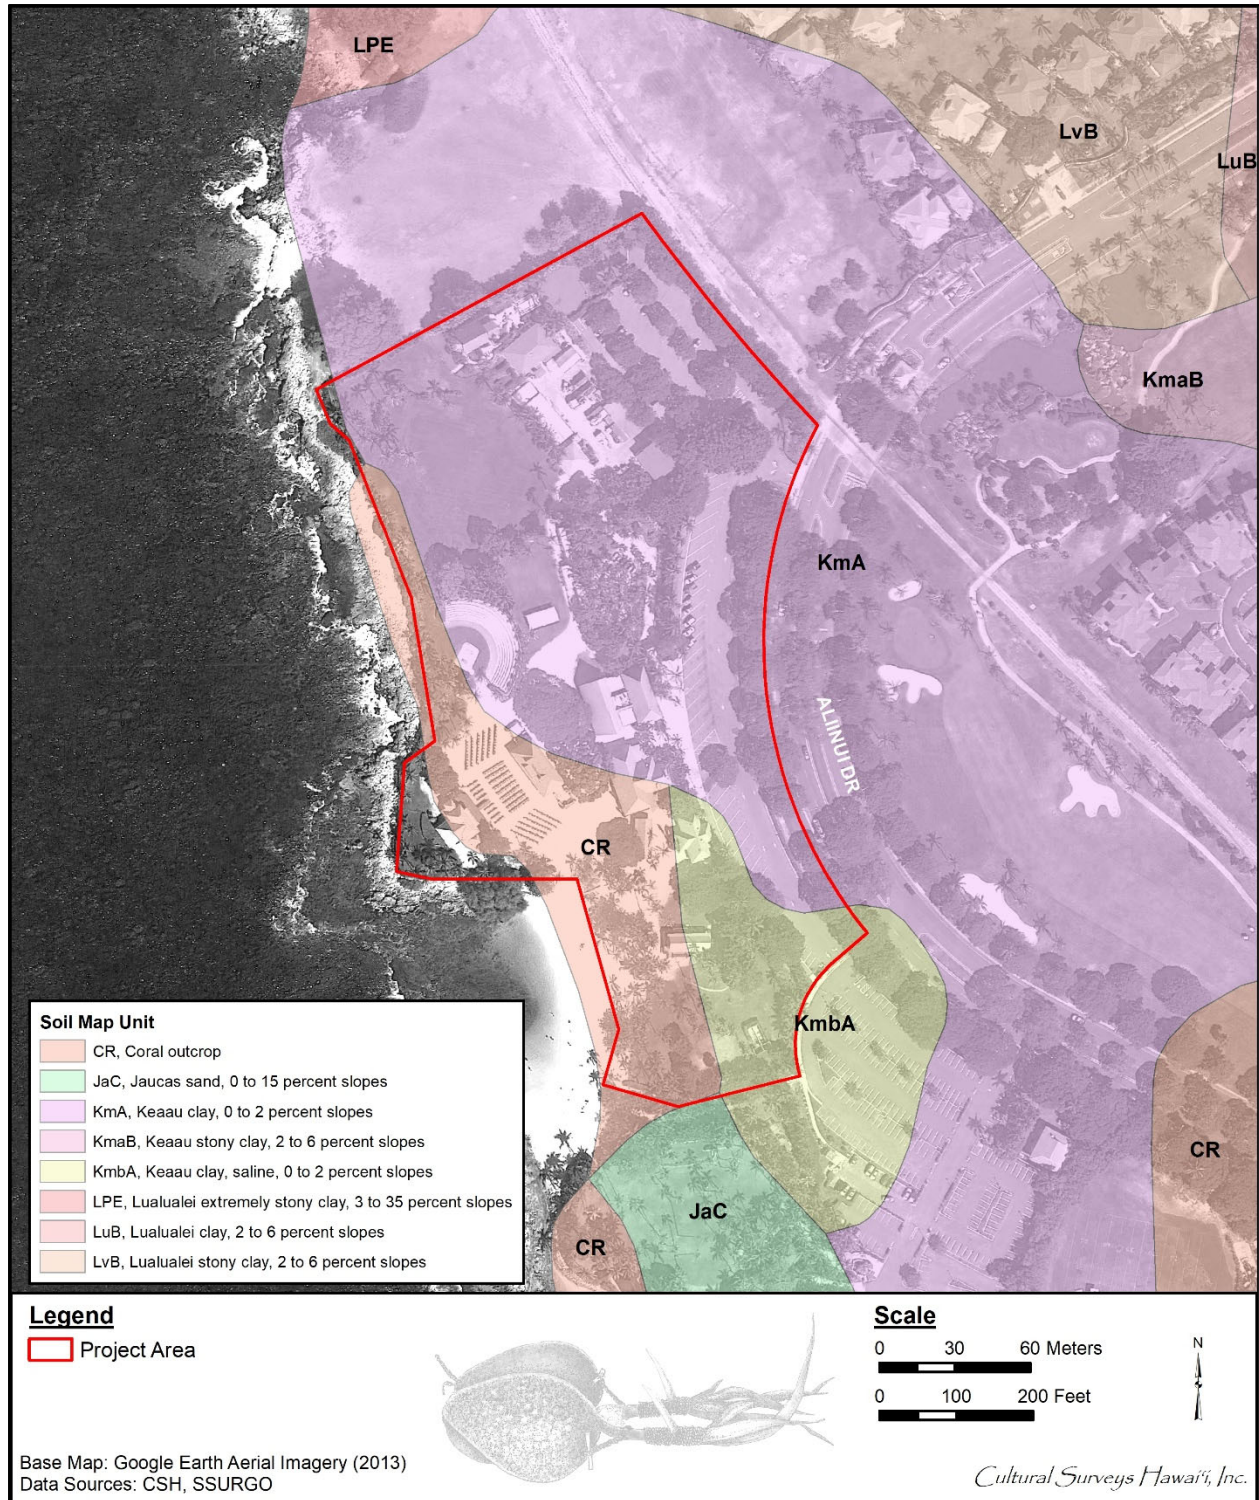 LPE
LvB
LuB
KmaB
KmA
ALIINUI DR
CR
KmbA
CR
JaC
CR
Soil Map Unit
CR, Coral outcrop
JaC, Jaucas sand, 0 to 15 percent slopes
KmA, Keaau clay, 0 to 2 percent slopes
KmaB, Keaau stony clay, 2 to 6 percent slopes
KmbA, Keaau clay, saline, 0 to 2 percent slopes
LPE, Lualualei extremely stony clay, 3 to 35 percent slopes
LuB, Lualualei clay, 2 to 6 percent slopes
LvB, Lualualei stony clay, 2 to 6 percent slopes
Legend
Project Area
Scale
0 30 60 Meters
0 100 200 Feet
N
Base Map: Google Earth Aerial Imagery (2013)
Data Sources: CSH, SSURGO
Cultural Surveys Hawaiʻi, Inc.